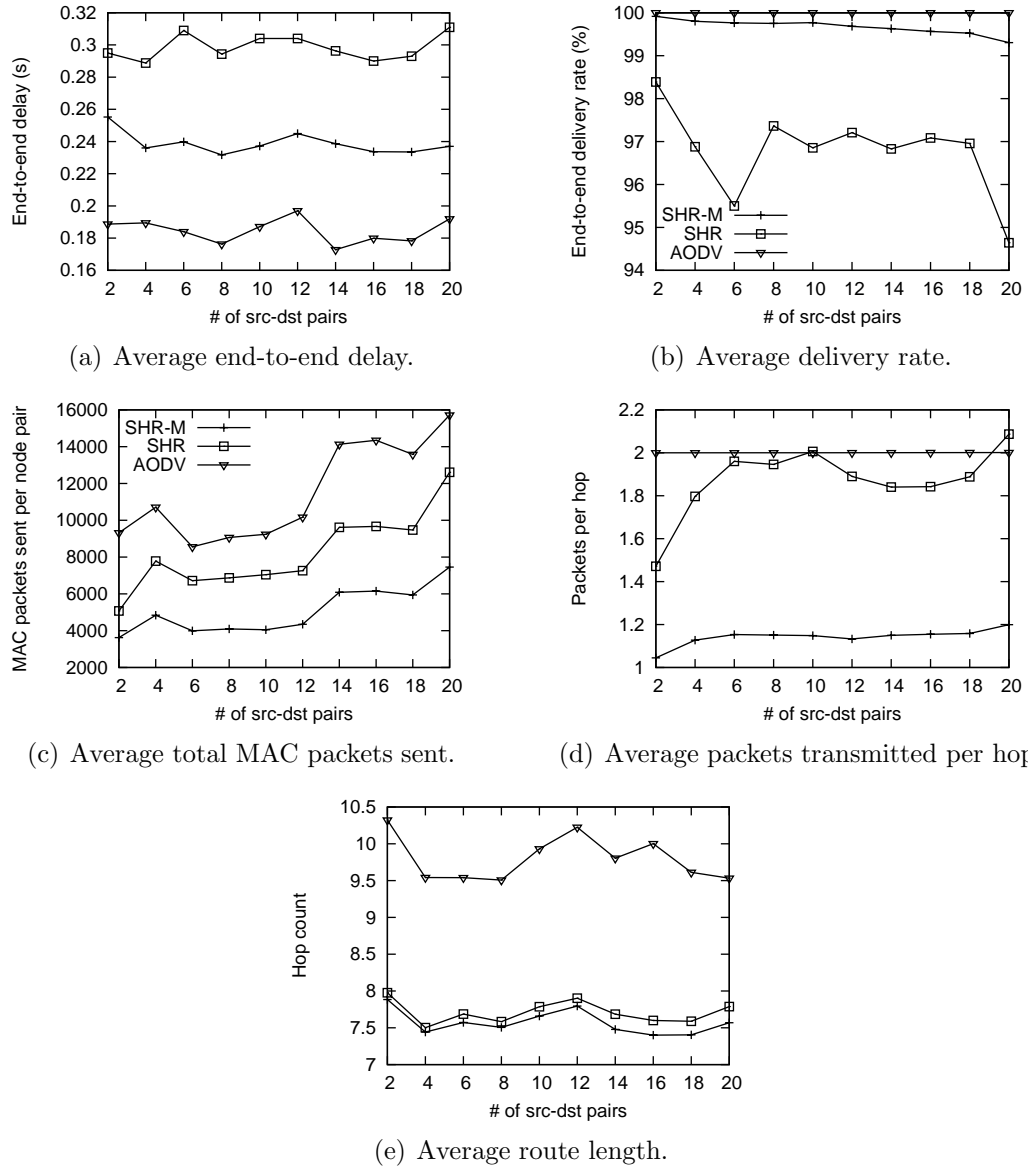 0.3
0.32
0.28
0.24
0.22
0.2
0.18
0.16
0.26
End-to-end delay (s)
2 4 6 8 10 12 14 16 18 20
# of src-dst pairs
(a) Average end-to-end delay.
100
99
98
97
96
95
94
End-to-end delivery rate (%)
SHR-M
SHR
AODV
2 4 6 8 10 12 14 16 18 20
# of src-dst pairs
(b) Average delivery rate.
16000
14000
12000
10000
8000
6000
4000
2000
MAC packets sent per node pair
SHR-M
SHR
AODV
2 4 6 8 10 12 14 16 18 20
# of src-dst pairs
(c) Average total MAC packets sent.
2.2
2
1.8
1.6
1.4
1.2
1
Packets per hop
2 4 6 8 10 12 14 16 18 20
# of src-dst pairs
(d) Average packets transmitted per hop
10.5
10
9.5
9
8.5
8
7.5
7
Hop count
2 4 6 8 10 12 14 16 18 20
# of src-dst pairs
(e) Average route length.